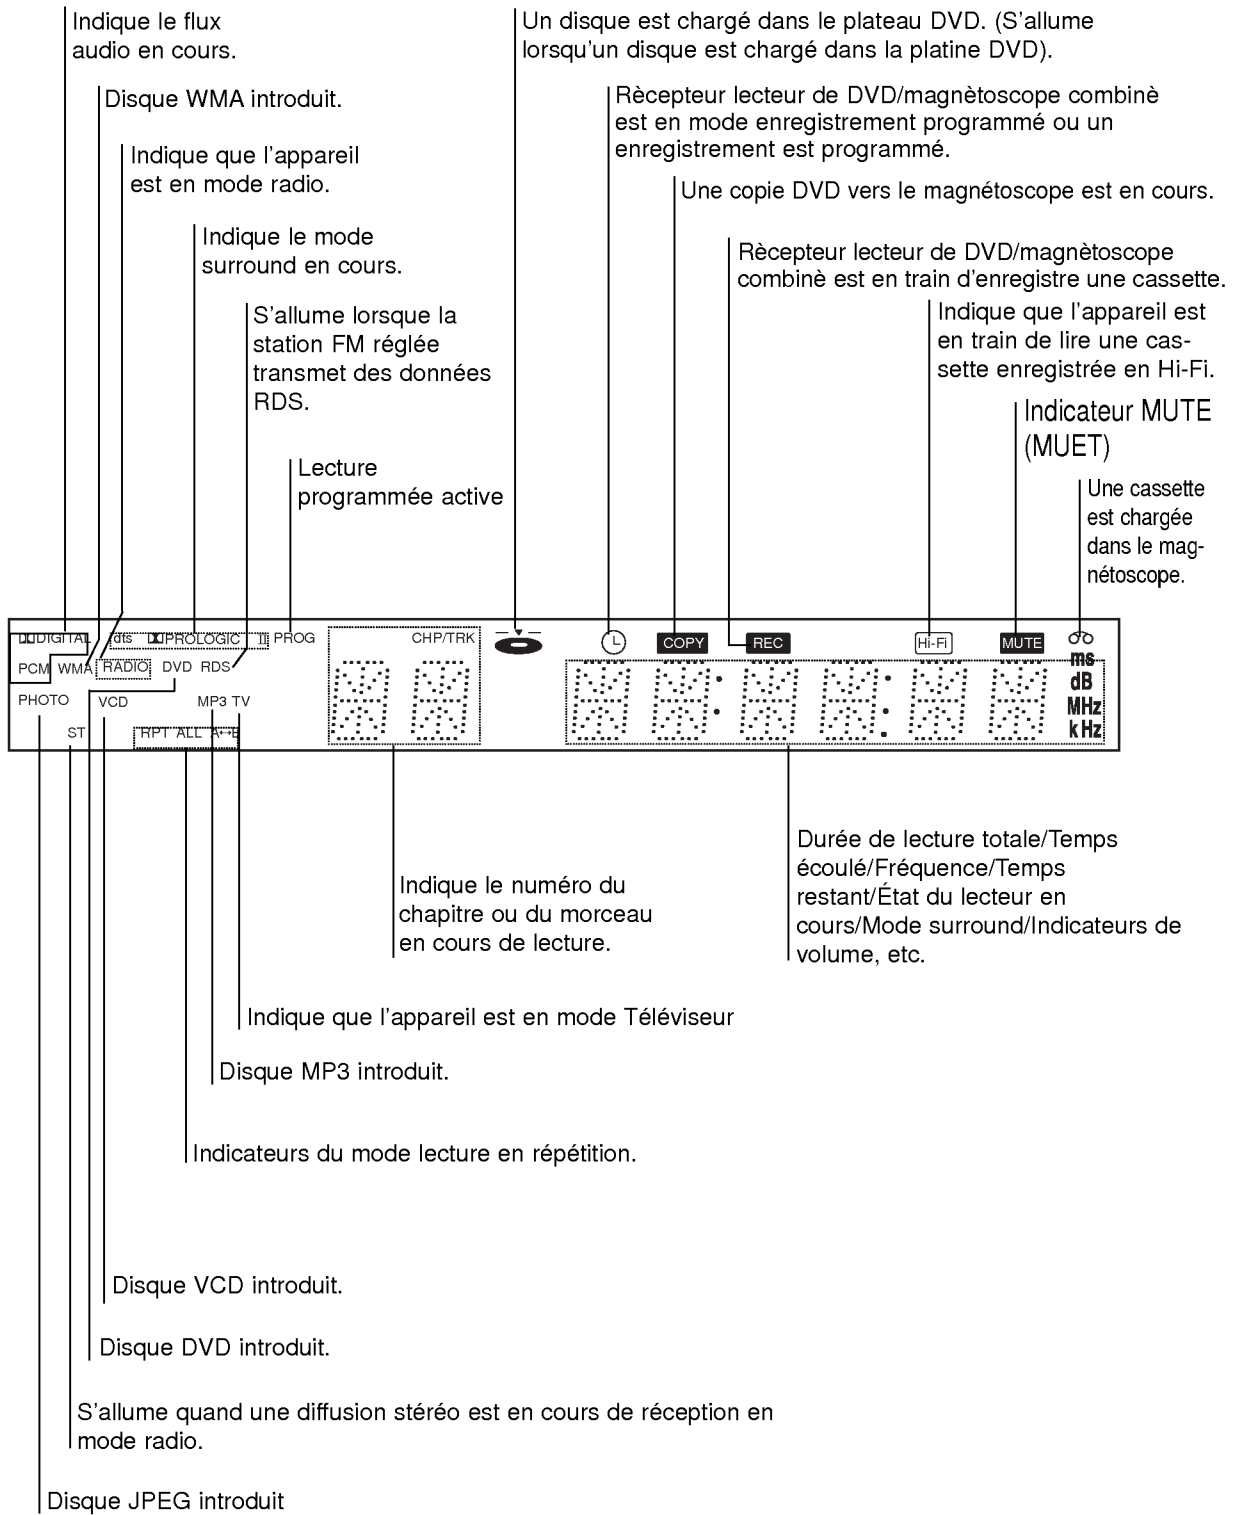 Indique le flux
audio en cours.
Disque WMA introduit.
Indique que l'appareil
est en mode radio.
Indique le mode
surround en cours.
S'allume lorsque la
station FM réglée
transmet des données
RDS.
Lecture
programmée active
Un disque est chargé dans le plateau DVD. (S'allume
lorsqu'un disque est chargé dans la platine DVD).
Rècepteur lecteur de DVD/magnètoscope combinè
est en mode enregistrement programmé ou un
enregistrement est programmé.
Une copie DVD vers le magnétoscope est en cours.
Rècepteur lecteur de DVD/magnètoscope
combinè est en train d'enregistre une cassette.
Indique que l'appareil est
en train de lire une cas-
sette enregistrée en Hi-Fi.
Indicateur MUTE
(MUET)
Une cassette
est chargée
dans le mag-
nétoscope.
DIGITAL dts PROLOGIC II PROG CHP/TRK COPY REC Hi-Fi MUTE
PCM WMA RADIO DVD RDS ms
dB
PHOTO VCD MP3 TV MHz
ST RPT ALL A↔B kHz
Durée de lecture totale/Temps
écoulé/Fréquence/Temps
restant/État du lecteur en
cours/Mode surround/Indicateurs de
volume, etc.
Indique le numéro du
chapitre ou du morceau
en cours de lecture.
Indique que l'appareil est en mode Téléviseur
Disque MP3 introduit.
Indicateurs du mode lecture en répétition.
Disque VCD introduit.
Disque DVD introduit.
S'allume quand une diffusion stéréo est en cours de réception en
mode radio.
Disque JPEG introduit